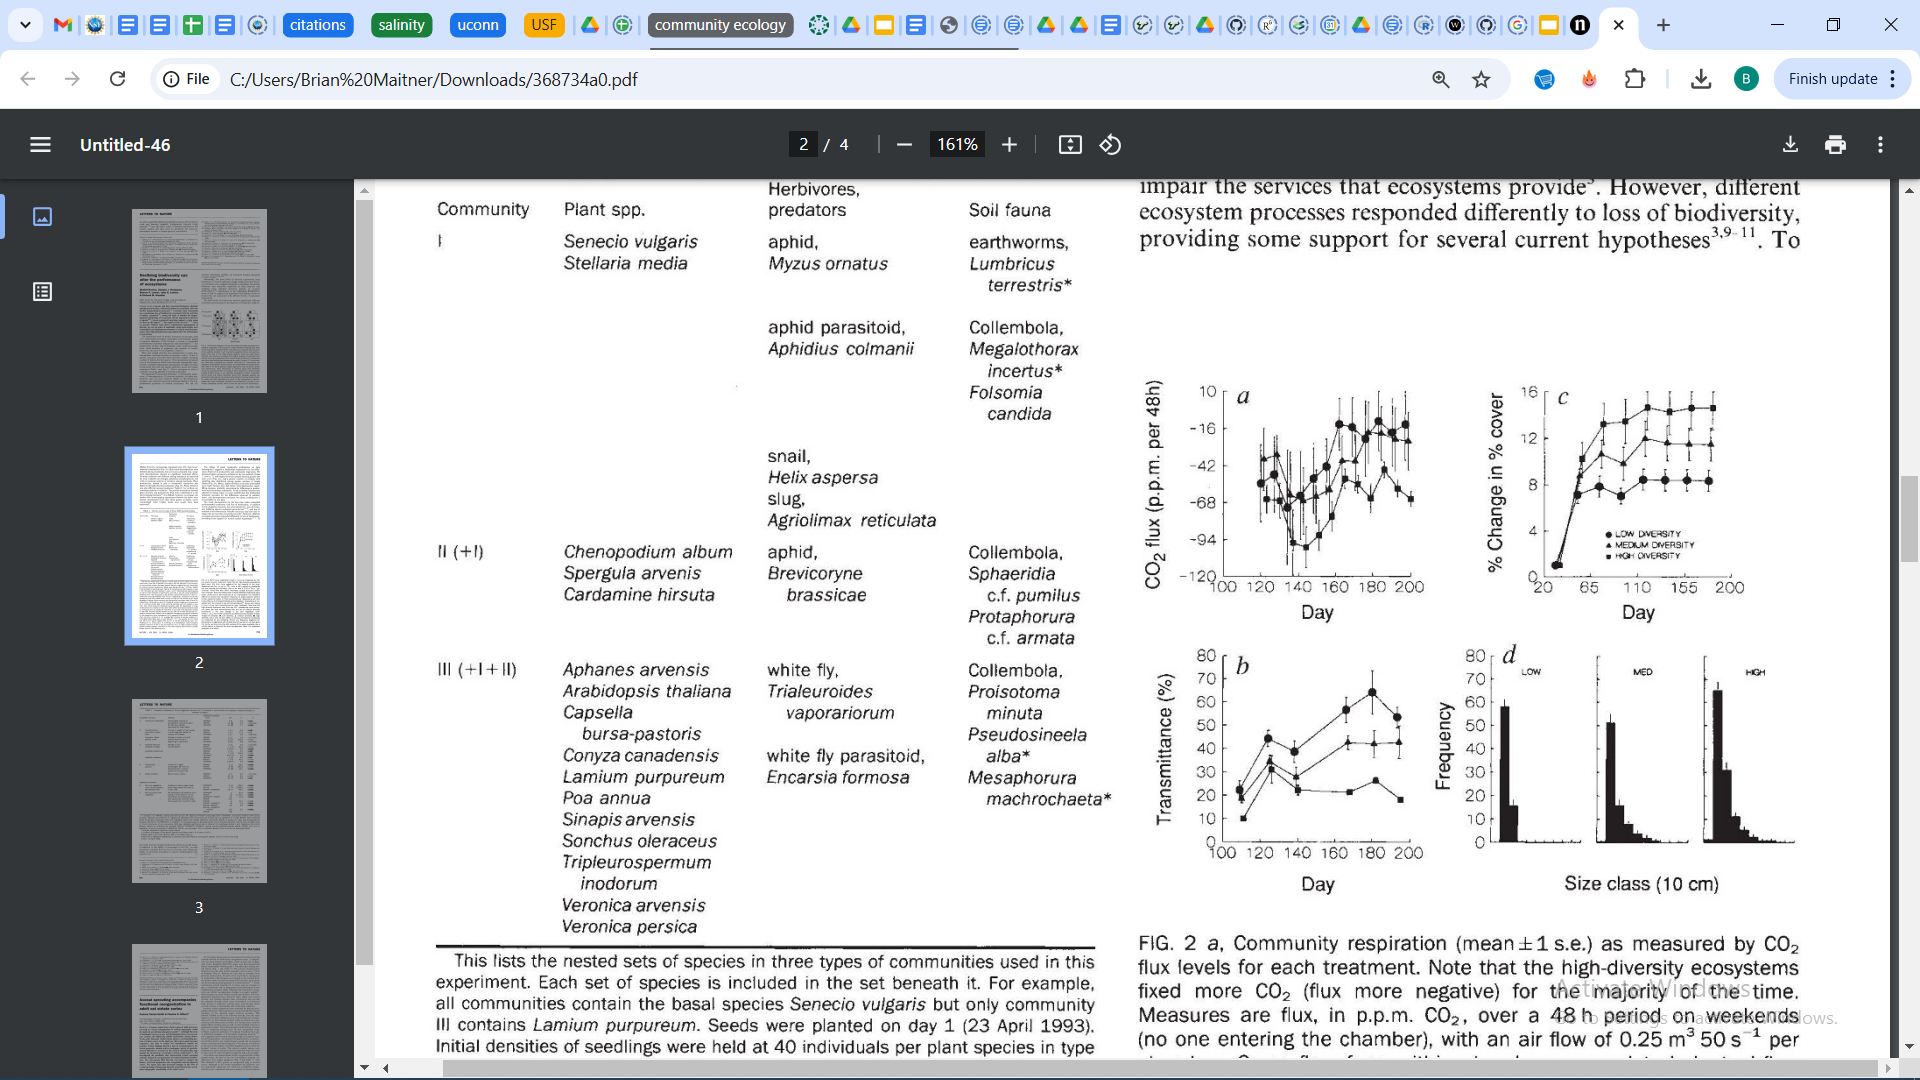 citations
salinity
uconn
USF
community ecology
File
C:/Users/Brian%20Maitner/Downloads/368734a0.pdf
B
Finish update
Untitled-46
2 / 4
161%
1
2
3
Community Plant spp. Herbivores, predators Soil fauna
I
Senecio vulgaris
Stellaria media
aphid,
Myzus ornatus
aphid parasitoid,
Aphidius colmanii
snail,
Helix aspersa
slug,
Agriolimax reticulata
earthworms,
Lumbricus
terrestris*
Collembola,
Megalothorax
incertus*
Folsomia
candida
II (+I)
Chenopodium album
Spergula arvenis
Cardamine hirsuta
aphid,
Brevicoryne
brassicae
Collembola,
Sphaeridia
c.f. pumilus
Protaphorura
c.f. armata
III (+I+II)
Aphanes arvensis
Arabidopsis thaliana
Capsella
bursa-pastoris
Conyza canadensis
Lamium purpureum
Poa annua
Sinapis arvensis
Sonchus oleraceus
Tripleurospermum
inodorum
Veronica arvensis
Veronica persica
white fly,
Trialeuroides
vaporariorum
white fly parasitoid,
Encarsia formosa
Collembola,
Proisotoma
minuta
Pseudosineela
alba*
Mesaphorura
machrochaeta*
This lists the nested sets of species in three types of communities used in this
experiment. Each set of species is included in the set beneath it. For example,
all communities contain the basal species Senecio vulgaris but only community
III contains Lamium purpureum. Seeds were planted on day 1 (23 April 1993).
Initial densities of seedlings were held at 40 individuals per plant species in type
impair the services that ecosystems provide³. However, different
ecosystem processes responded differently to loss of biodiversity,
providing some support for several current hypotheses³,⁹⁻¹¹. To
a
CO₂ flux (p.p.m. per 48h)
10
-16
-42
-68
-94
-120
100 120 140 160 180 200
Day
c
% Change in % cover
16
12
8
4
0
LOW DIVERSITY
MEDIUM DIVERSITY
HIGH DIVERSITY
20 65 110 155 200
Day
b
Transmittance (%)
80
70
60
50
40
30
20
10
0
100 120 140 160 180 200
Day
d
Frequency
80
70
60
50
40
30
20
10
0
LOW
MED
HIGH
Size class (10 cm)
FIG. 2 a, Community respiration (mean ± 1 s.e.) as measured by CO₂
flux levels for each treatment. Note that the high-diversity ecosystems
fixed more CO₂ (flux more negative) for the majority of the time.
Measures are flux, in p.p.m. CO₂, over a 48 h period on weekends
(no one entering the chamber), with an air flow of 0.25 m³ 50 s⁻¹ per
Activate Windows
Go to Settings to activate Windows.